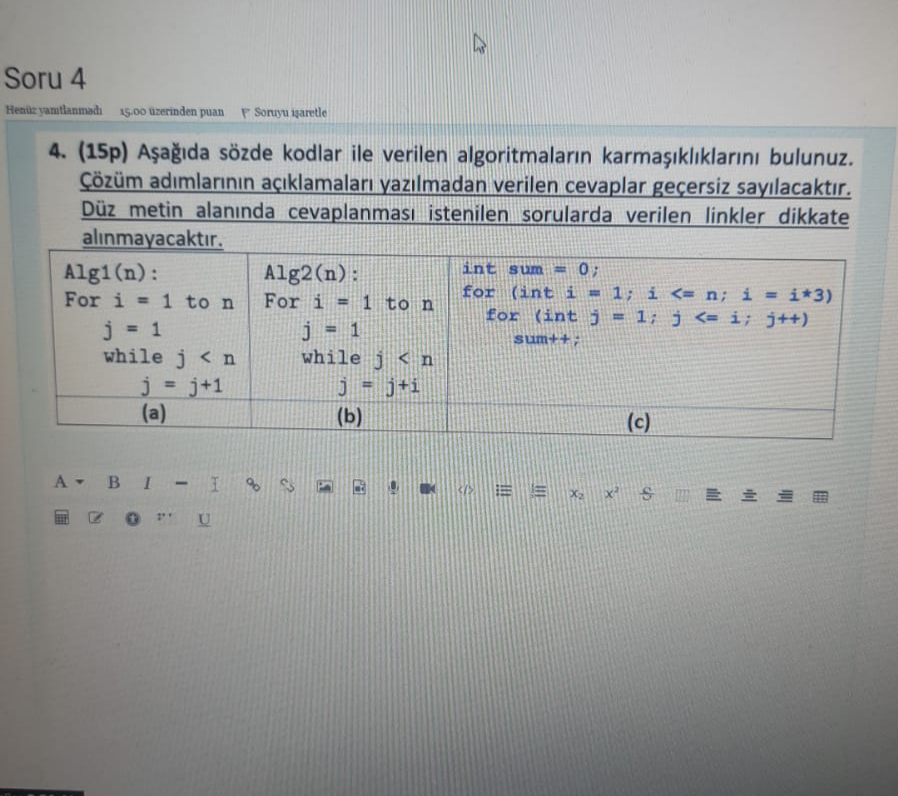 Soru 4
Henüz yanıtlanmadı 15.00 üzerinden puan Soruyu işaretle
4. (15p) Aşağıda sözde kodlar ile verilen algoritmaların karmaşıklıklarını bulunuz.
Çözüm adımlarının açıklamaları yazılmadan verilen cevaplar geçersiz sayılacaktır.
Düz metin alanında cevaplanması istenilen sorularda verilen linkler dikkate
alınmayacaktır.
Alg1(n):
For i = 1 to n
j = 1
while j < n
j = j+1
(a)
Alg2(n):
For i = 1 to n
j = 1
while j < n
j = j+i
(b)
int sum = 0;
for (int i = 1; i <= n; i = i*3)
for (int j = 1; j <= i; j++)
sum++;
(c)
A B I
X₂ X² S
U